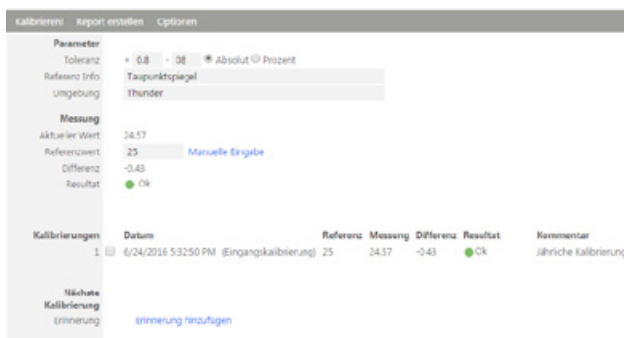 Kalibrieren: Report erstellen Optionen
Parameter
Toleranz + 0.8 - 08 Absolut Prozent
Referenz Info Taupunktspiegel
Umgebung Thunder
Messung
Aktueller Wert 24.57
Referenzwert 25 Manuelle Eingabe
Differenz -0.43
Resultat Ok
Kalibrierungen Datum Referenz Messung Differenz Resultat Kommentar
1 6/24/2016 5:32:50 PM (Eingangskalibrierung) 25 24.57 -0.43 Ok Jährliche Kalibrierung
Nächste
Kalibrierung
Erinnerung Erinnerung hinzufügen